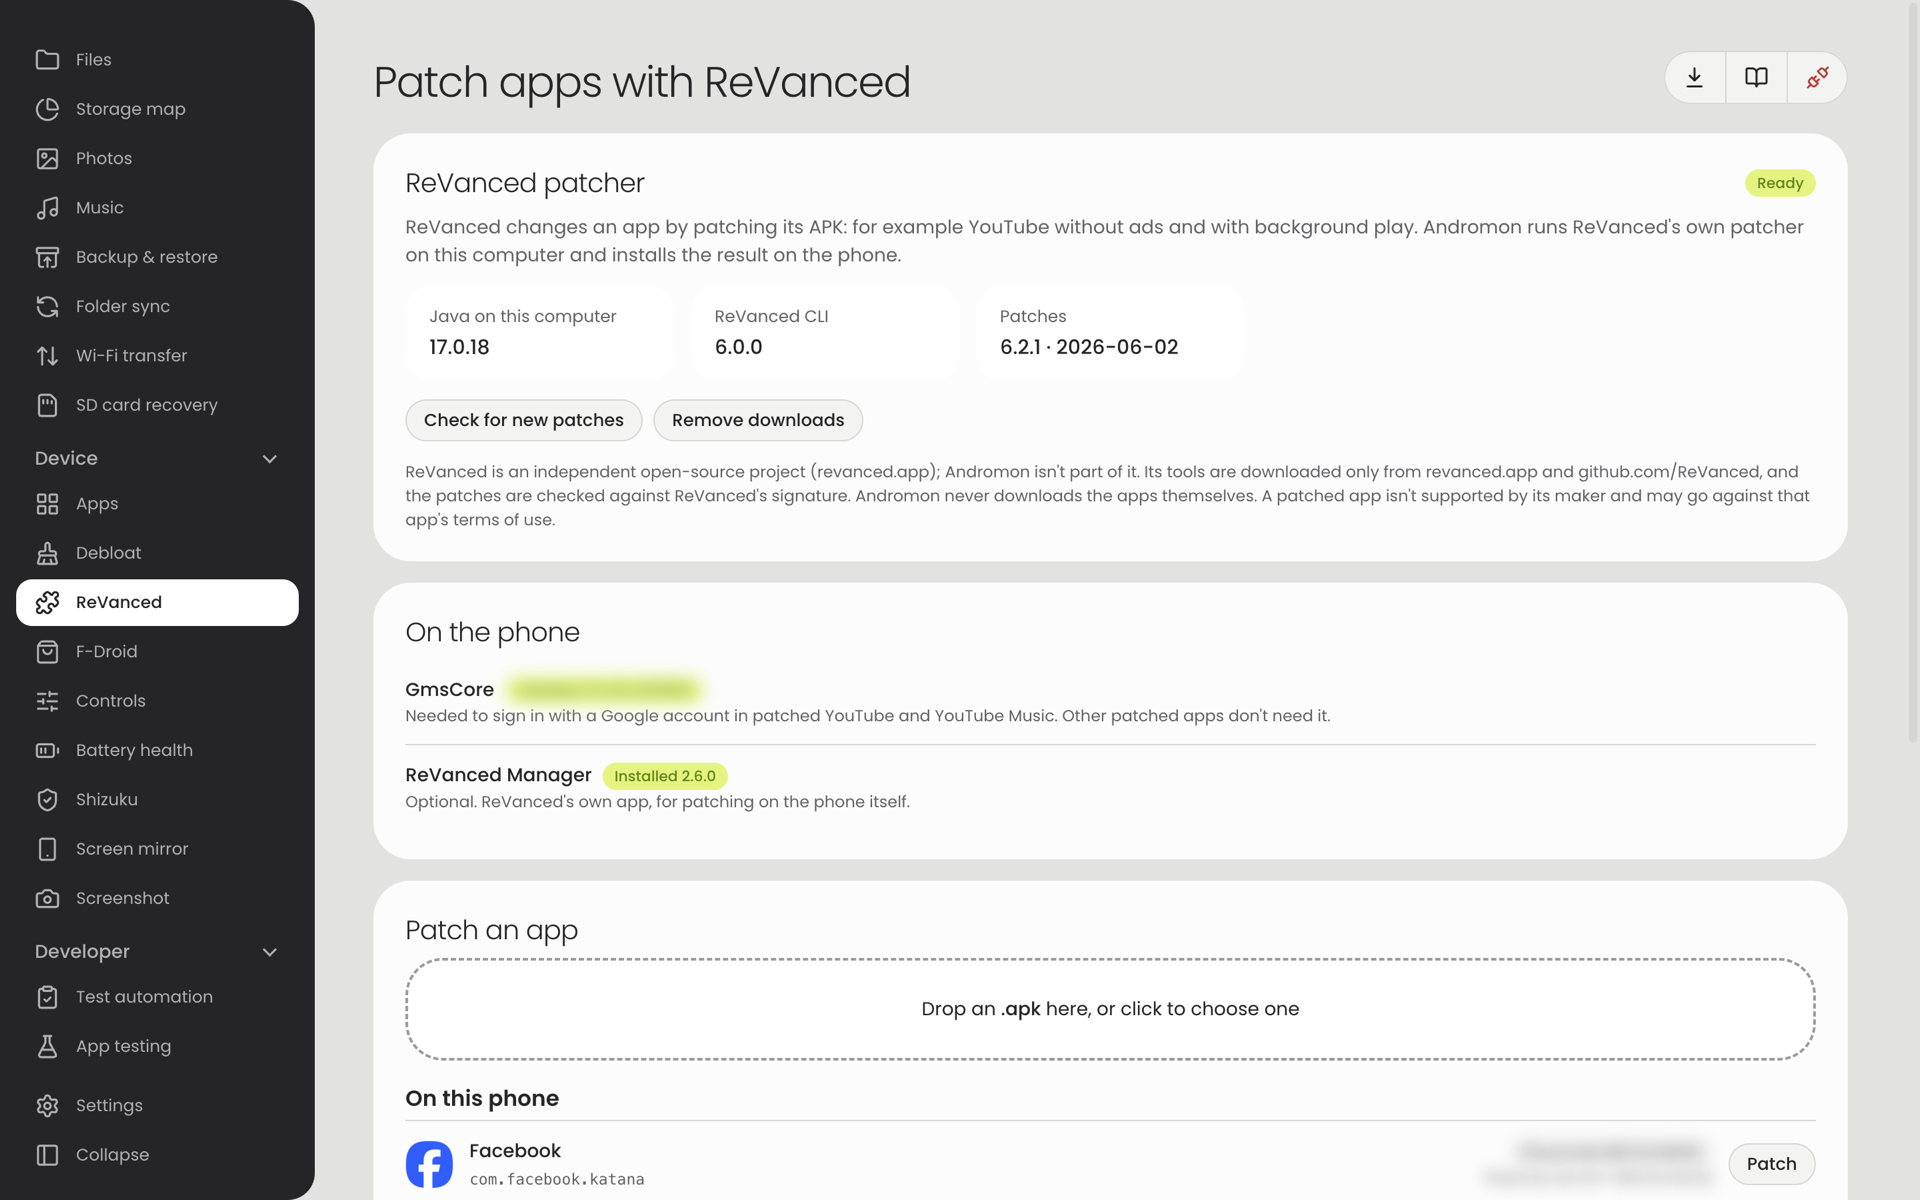 Files
Storage map
Photos
Music
Backup & restore
Folder sync
Wi-Fi transfer
SD card recovery
Device
Apps
Debloat
ReVanced
F-Droid
Controls
Battery health
Shizuku
Screen mirror
Screenshot
Developer
Test automation
App testing
Settings
Collapse
Patch apps with ReVanced
ReVanced patcher
Ready
ReVanced changes an app by patching its APK: for example YouTube without ads and with background play. Andromon runs ReVanced's own patcher
on this computer and installs the result on the phone.
Java on this computer
17.0.18
ReVanced CLI
6.0.0
Patches
6.2.1 · 2026-06-02
Check for new patches
Remove downloads
ReVanced is an independent open-source project (revanced.app); Andromon isn't part of it. Its tools are downloaded only from revanced.app and github.com/ReVanced, and
the patches are checked against ReVanced's signature. Andromon never downloads the apps themselves. A patched app isn't supported by its maker and may go against that
app's terms of use.
On the phone
GmsCore
Needed to sign in with a Google account in patched YouTube and YouTube Music. Other patched apps don't need it.
ReVanced Manager Installed 2.6.0
Optional. ReVanced's own app, for patching on the phone itself.
Patch an app
Drop an .apk here, or click to choose one
On this phone
Facebook
com.facebook.katana
Patch